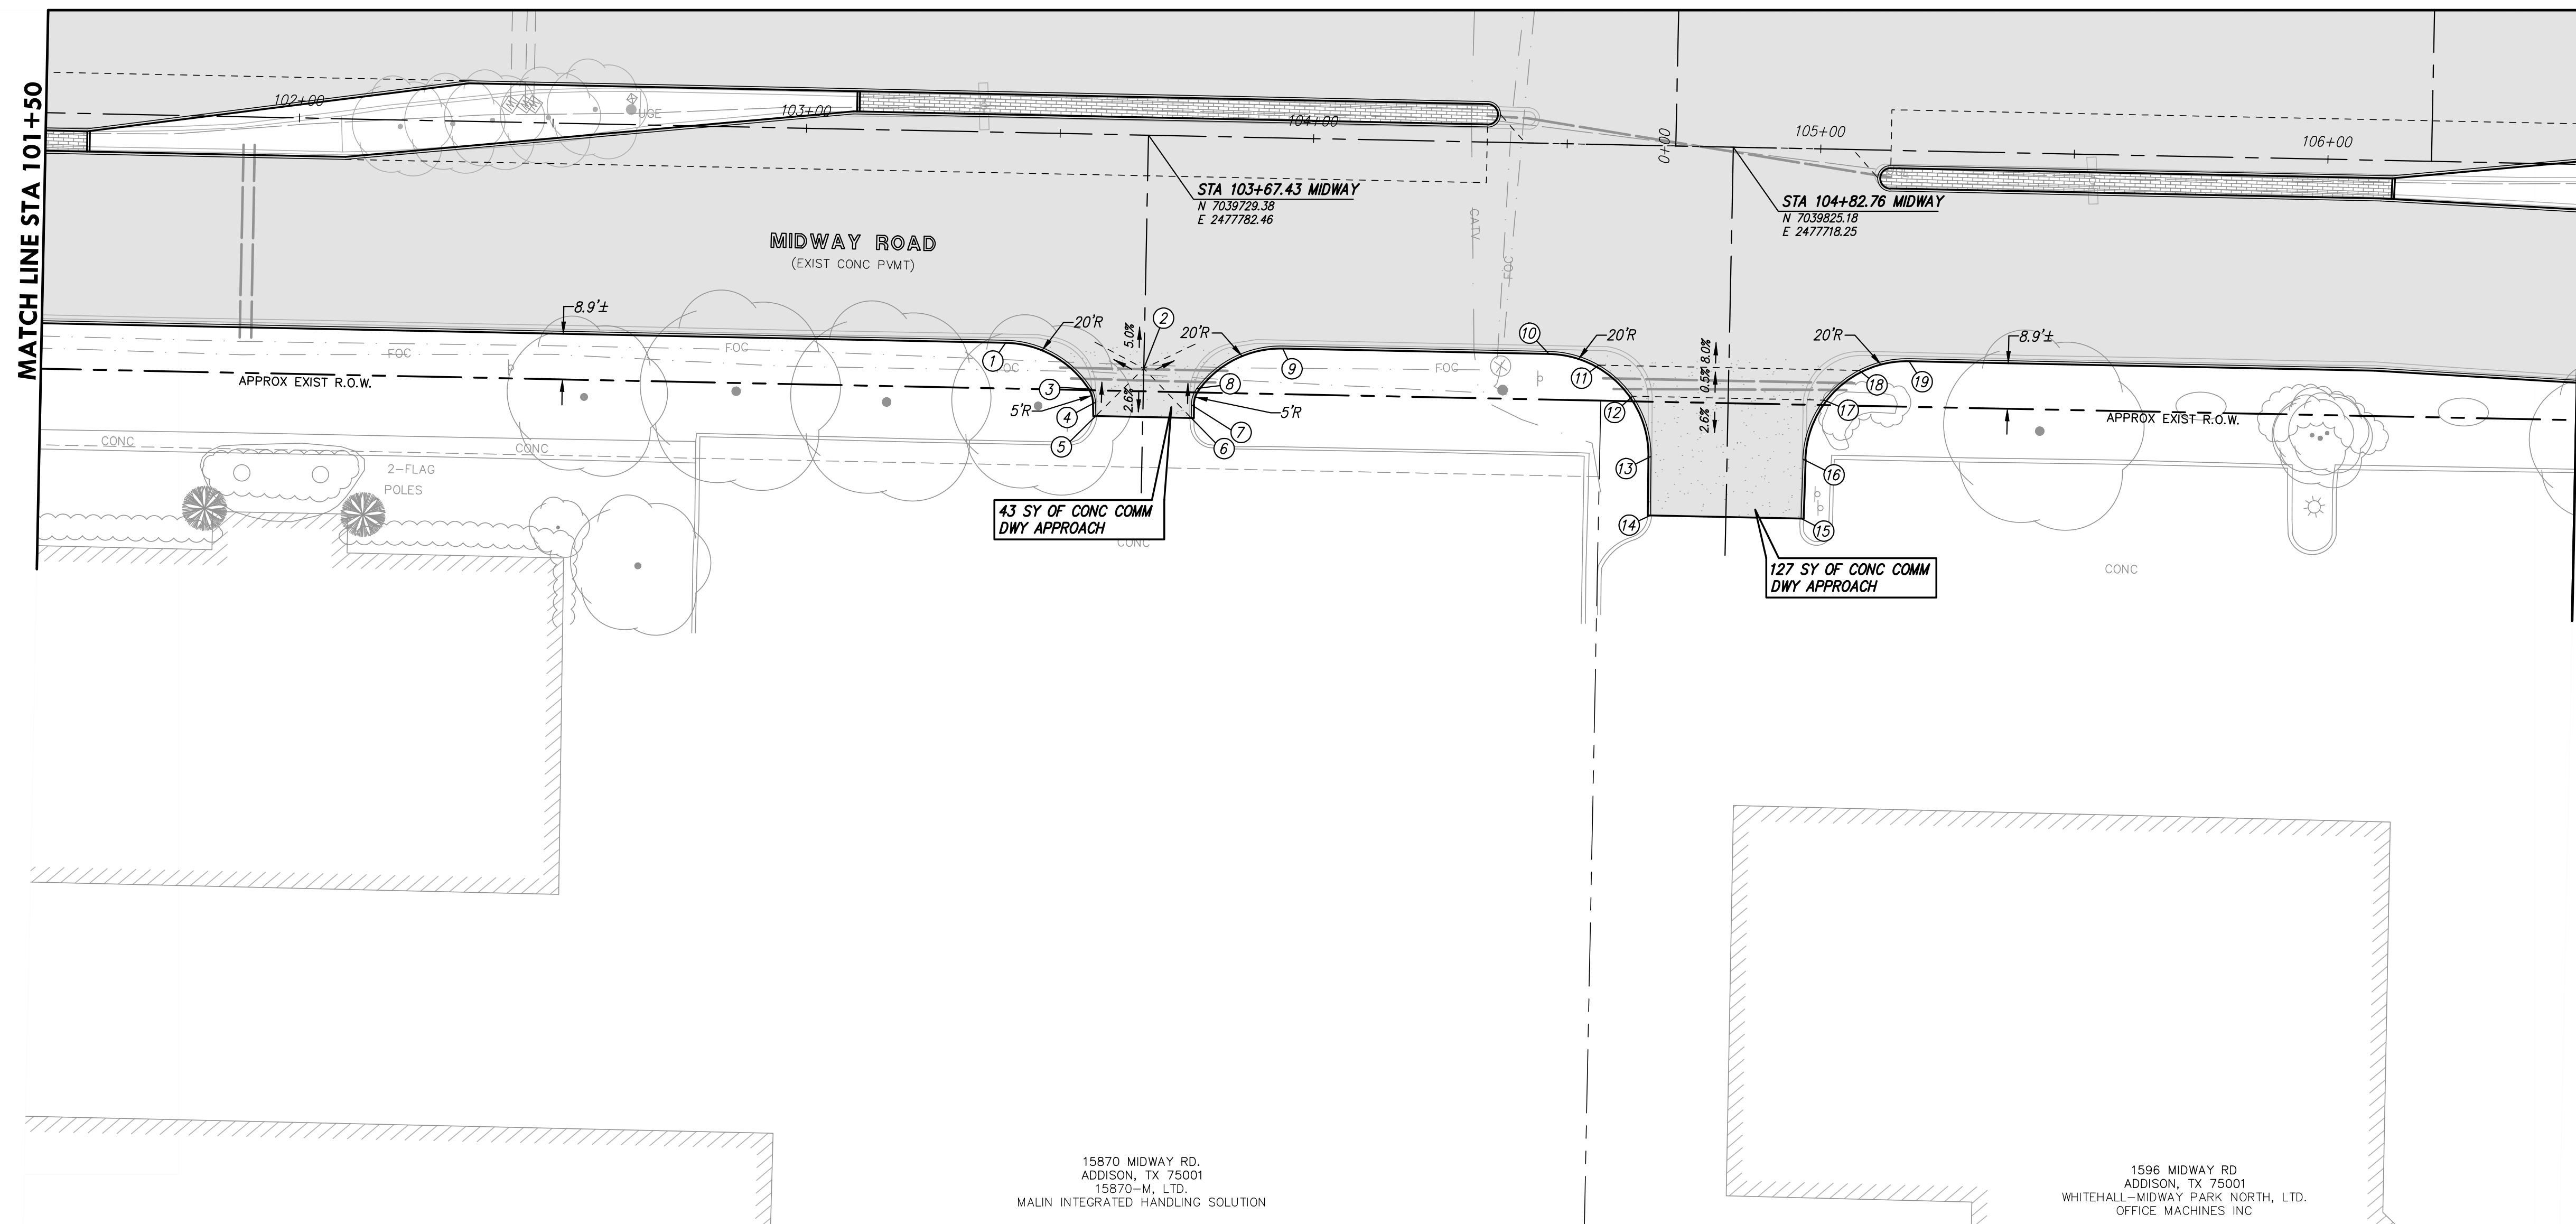 MATCH LINE STA 101+50
102+00
103+00
104+00
105+00
106+00
0+00
UGE
STA 103+67.43 MIDWAY
N 7039729.38
E 2477782.46
STA 104+82.76 MIDWAY
N 7039825.18
E 2477718.25
CATV
FOC
MIDWAY ROAD
(EXIST CONC PVMT)
8.9'±
20'R
5.0%
2
20'R
10
20'R
20'R
8.9'±
FOC
FOC
1
FOC
9
FOC
11
8.0%
0.5%
2.6%
18
19
APPROX EXIST R.O.W.
3
8
2.6%
5'R
4
5'R
12
17
APPROX EXIST R.O.W.
CONC
CONC
5
7
6
2-FLAG
POLES
13
16
43 SY OF CONC COMM
DWY APPROACH
CONC
14
15
127 SY OF CONC COMM
DWY APPROACH
CONC
15870 MIDWAY RD.
ADDISON, TX 75001
15870-M, LTD.
MALIN INTEGRATED HANDLING SOLUTION
1596 MIDWAY RD
ADDISON, TX 75001
WHITEHALL-MIDWAY PARK NORTH, LTD.
OFFICE MACHINES INC